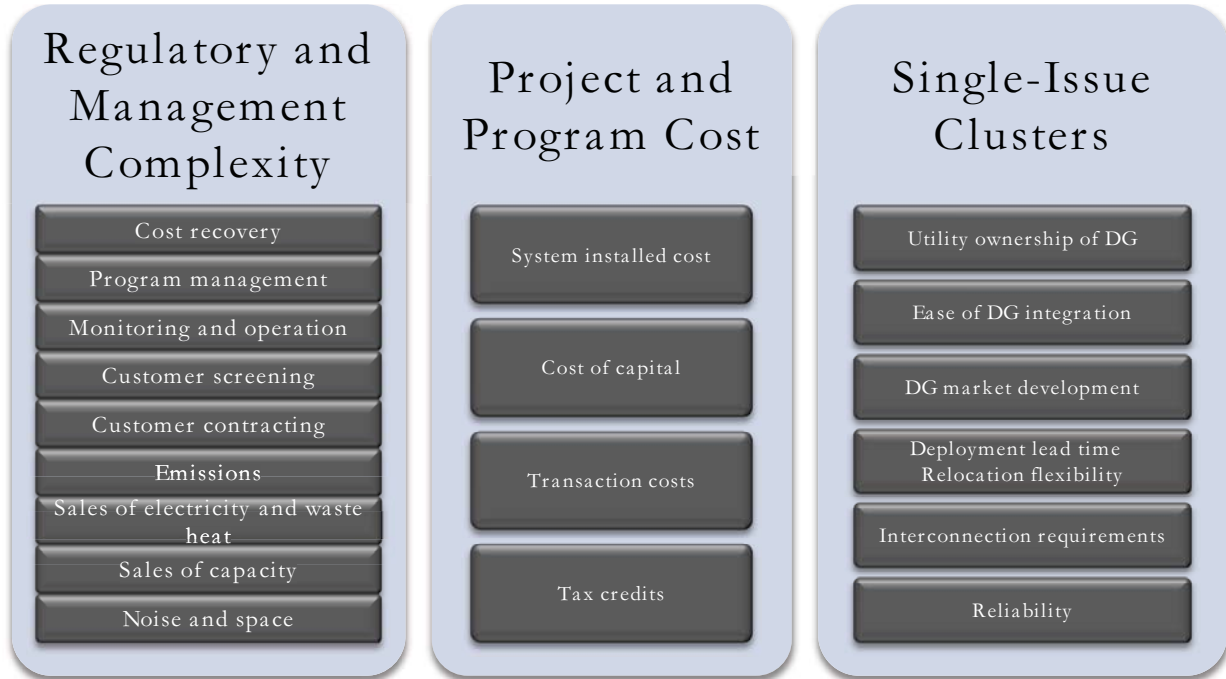 Regulatory and
Management
Complexity
Cost recovery
Program management
Monitoring and operation
Customer screening
Customer contracting
Emissions
Sales of electricity and waste
heat
Sales of capacity
Noise and space
Project and
Program Cost
System installed cost
Cost of capital
Transaction costs
Tax credits
Single-Issue
Clusters
Utility ownership of DG
Ease of DG integration
DG market development
Deployment lead time
Relocation flexibility
Interconnection requirements
Reliability